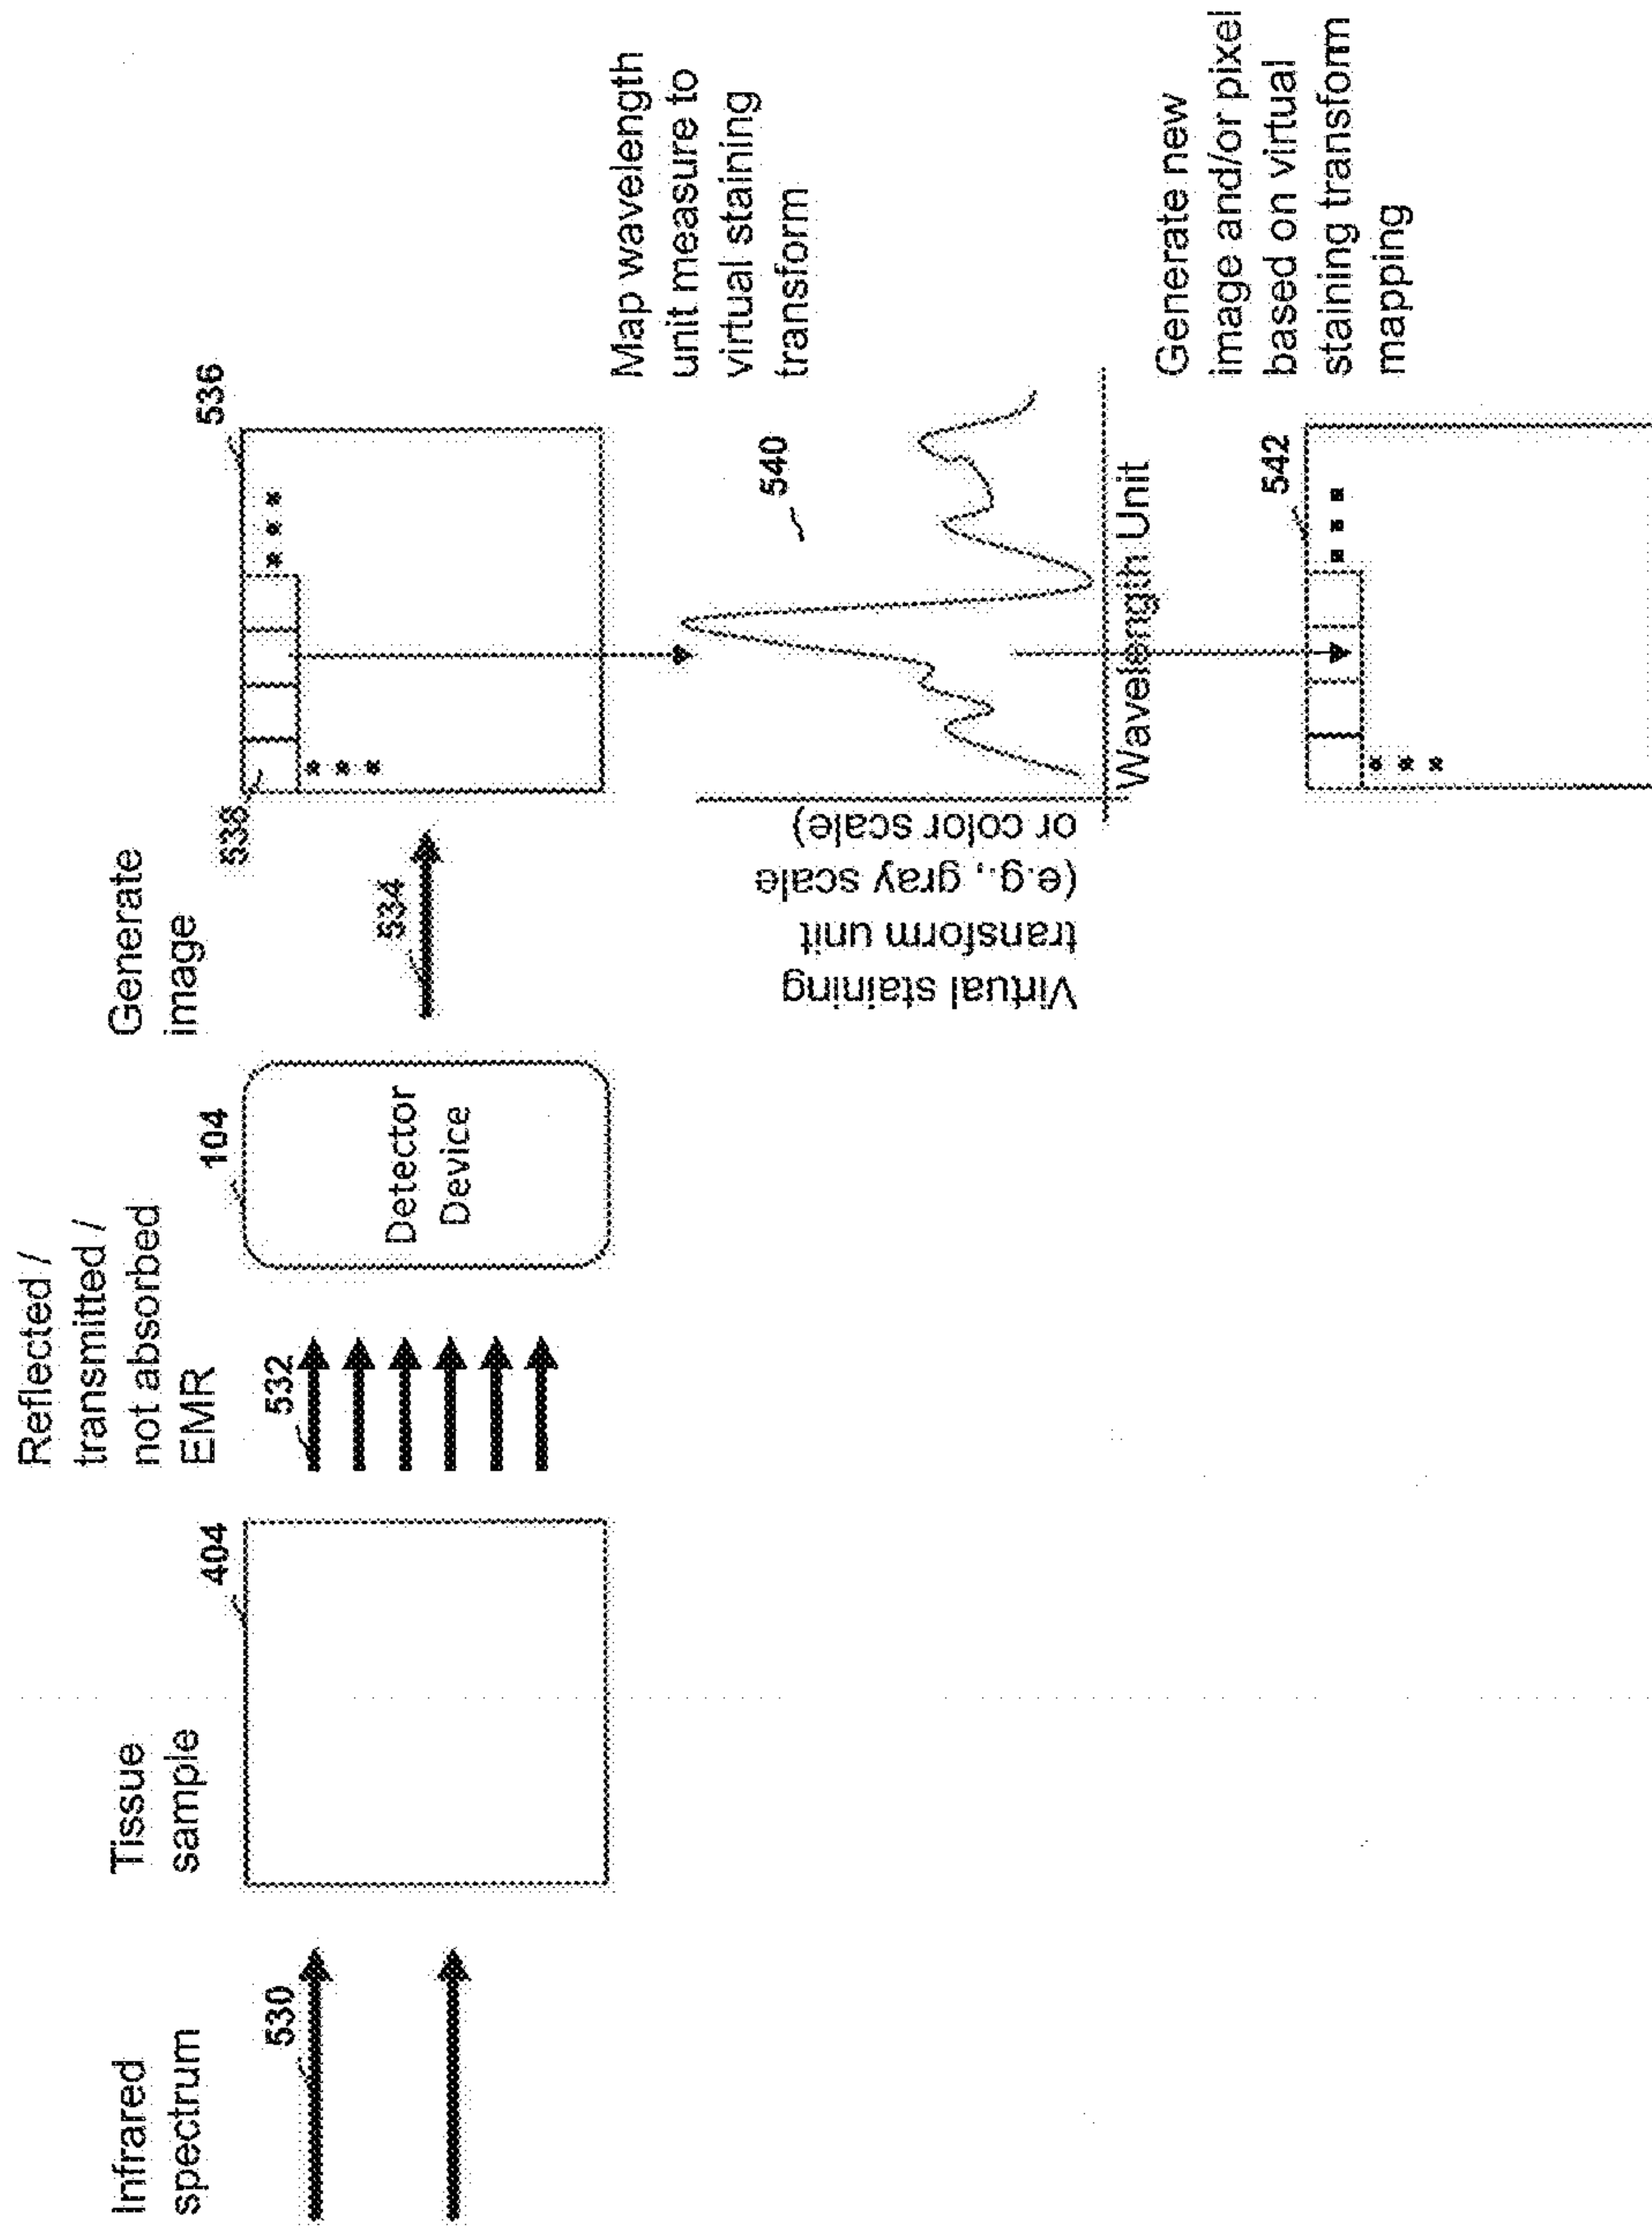 Infrared
spectrum
530
Tissue
sample
404
Reflected /
transmitted /
not absorbed
EMR
532
104
Detector
Device
Generate
image
534
538
536
Map wavelength
unit measure to
virtual staining
transform
540
Virtual staining
transform unit
(e.g., gray scale
or color scale)
Wavelength Unit
Generate new
image and/or pixel
based on virtual
staining transform
mapping
542